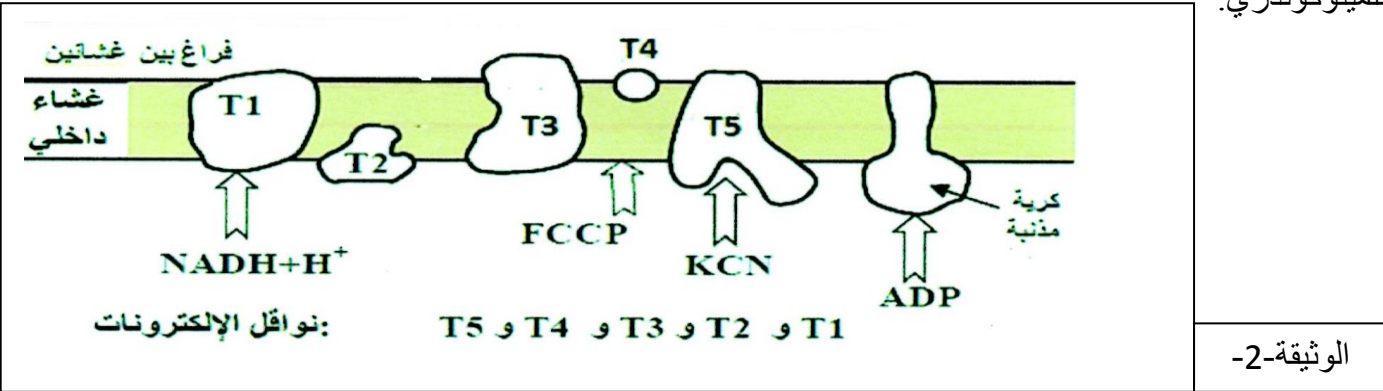 للميتوكوندري.
فراغ بين غشائين
T4
غشاء
داخلي
T1
T2
T3
T5
كرية
مذنبة
NADH+H⁺
FCCP
KCN
ADP
نواقل الإلكترونات: T1 و T2 و T3 و T4 و T5
الوثيقة-2-